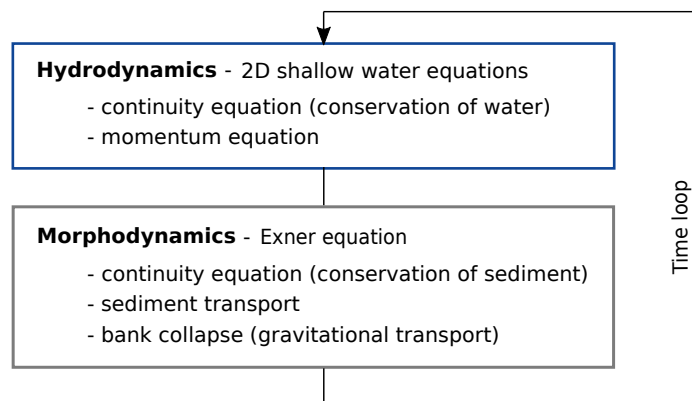 Hydrodynamics - 2D shallow water equations
- continuity equation (conservation of water)
- momentum equation
Morphodynamics - Exner equation
- continuity equation (conservation of sediment)
- sediment transport
- bank collapse (gravitational transport)
Time loop